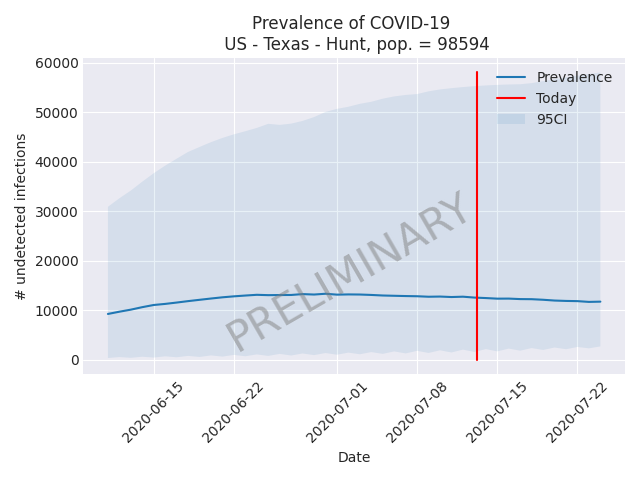 Prevalence of COVID-19
US - Texas - Hunt, pop. = 98594
60000
50000
40000
30000
20000
10000
0
# undetected infections
Prevalence
Today
95CI
PRELIMINARY
2020-06-15
2020-06-22
2020-07-01
2020-07-08
2020-07-15
2020-07-22
Date